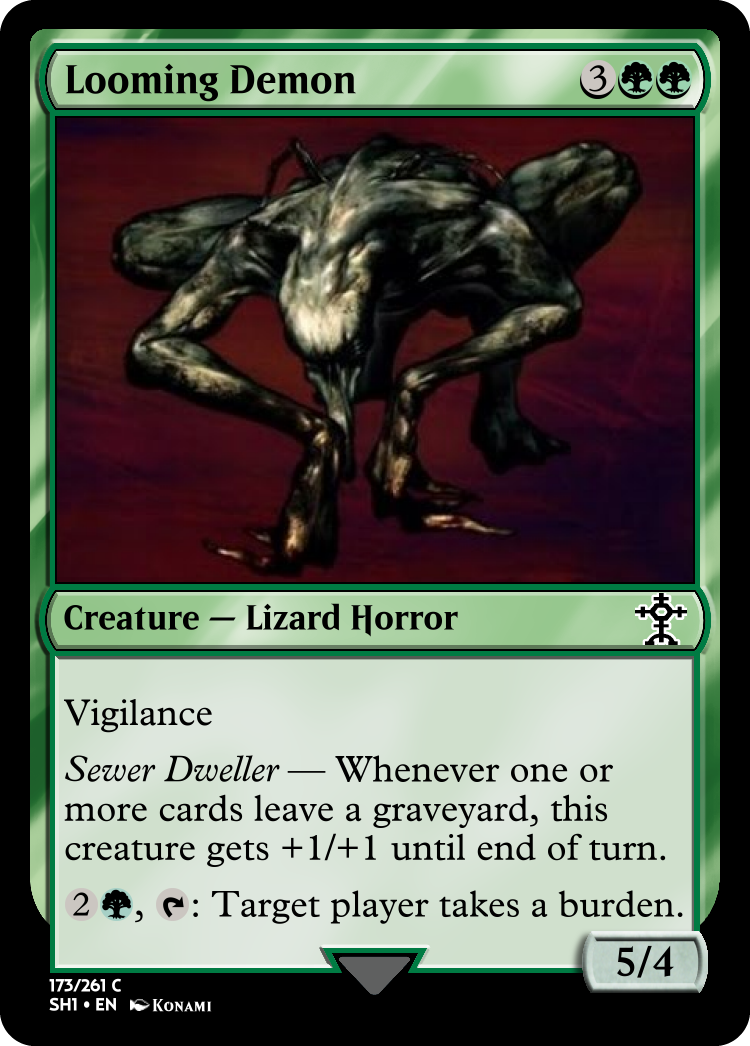 Looming Demon 3
Creature — Lizard Horror
Vigilance
Sewer Dweller — Whenever one or
more cards leave a graveyard, this
creature gets +1/+1 until end of turn.
2 , : Target player takes a burden.
5/4
173/261 C
SH1 • EN KONAMI